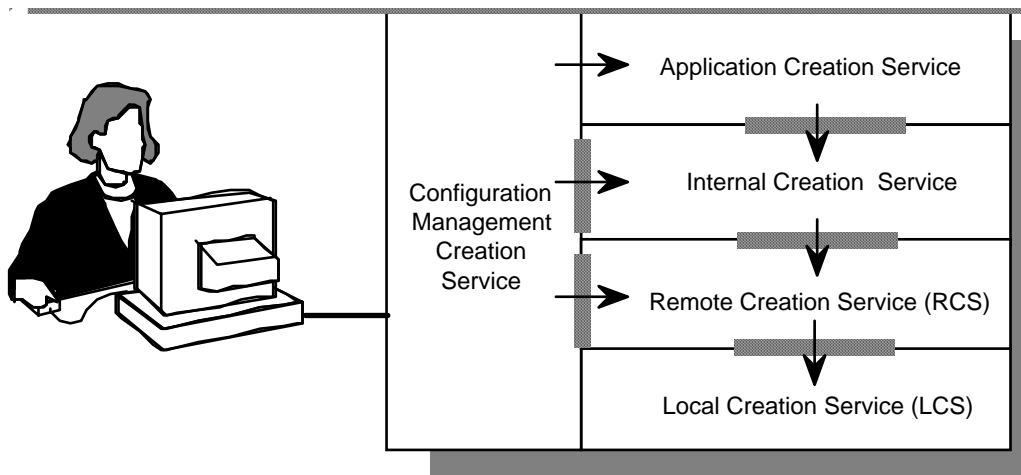 Application Creation Service
Configuration
Management
Creation
Service
Internal Creation Service
Remote Creation Service (RCS)
Local Creation Service (LCS)